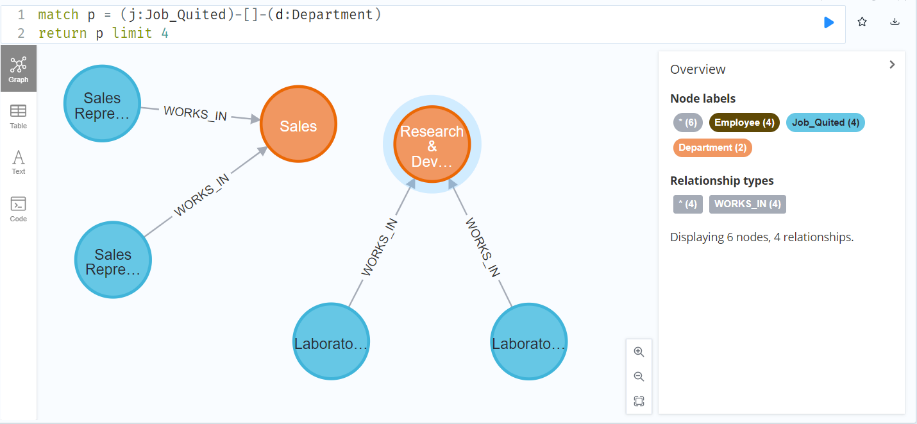 1 match p = (j:Job_Quited)-[]-(d:Department)
2 return p limit 4
Graph
Table
Text
Code
Sales
Repre...
WORKS_IN
Sales
Research
&
Dev...
WORKS_IN
Sales
Repre...
WORKS_IN
WORKS_IN
Laborato...
Laborato...
Overview
Node labels
* (6) Employee (4) Job_Quited (4)
Department (2)
Relationship types
* (4) WORKS_IN (4)
Displaying 6 nodes, 4 relationships.